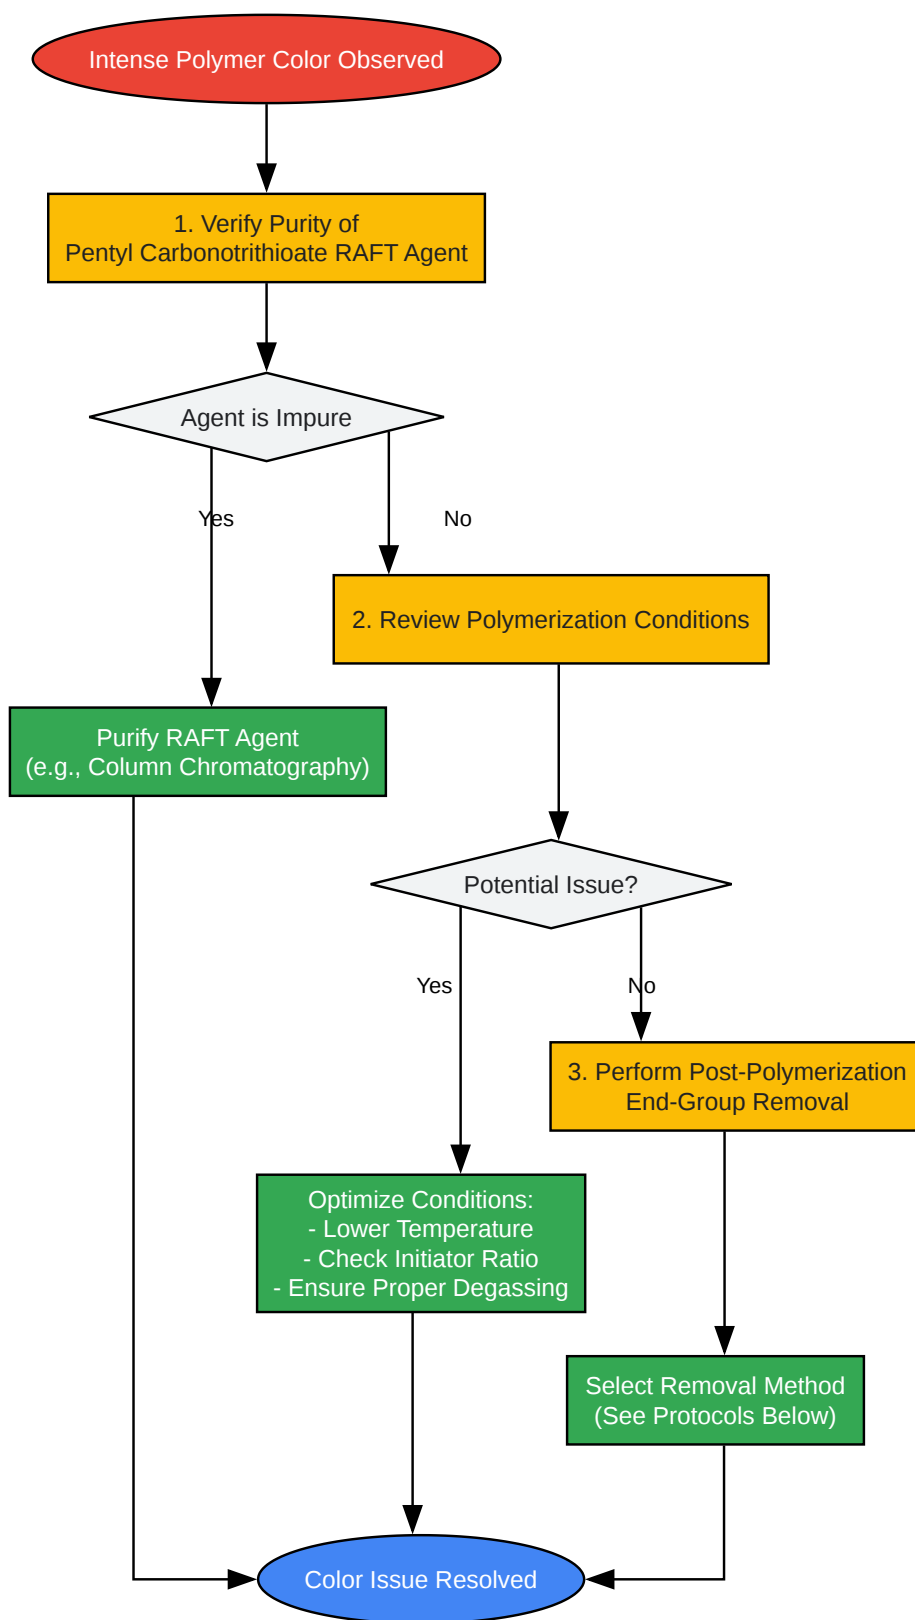 Intense Polymer Color Observed
1. Verify Purity of
Pentyl Carbonotrithioate RAFT Agent
Agent is Impure
Yes
No
2. Review Polymerization Conditions
Purify RAFT Agent
(e.g., Column Chromatography)
Potential Issue?
Yes
No
3. Perform Post-Polymerization
End-Group Removal
Optimize Conditions:
- Lower Temperature
- Check Initiator Ratio
- Ensure Proper Degassing
Select Removal Method
(See Protocols Below)
Color Issue Resolved